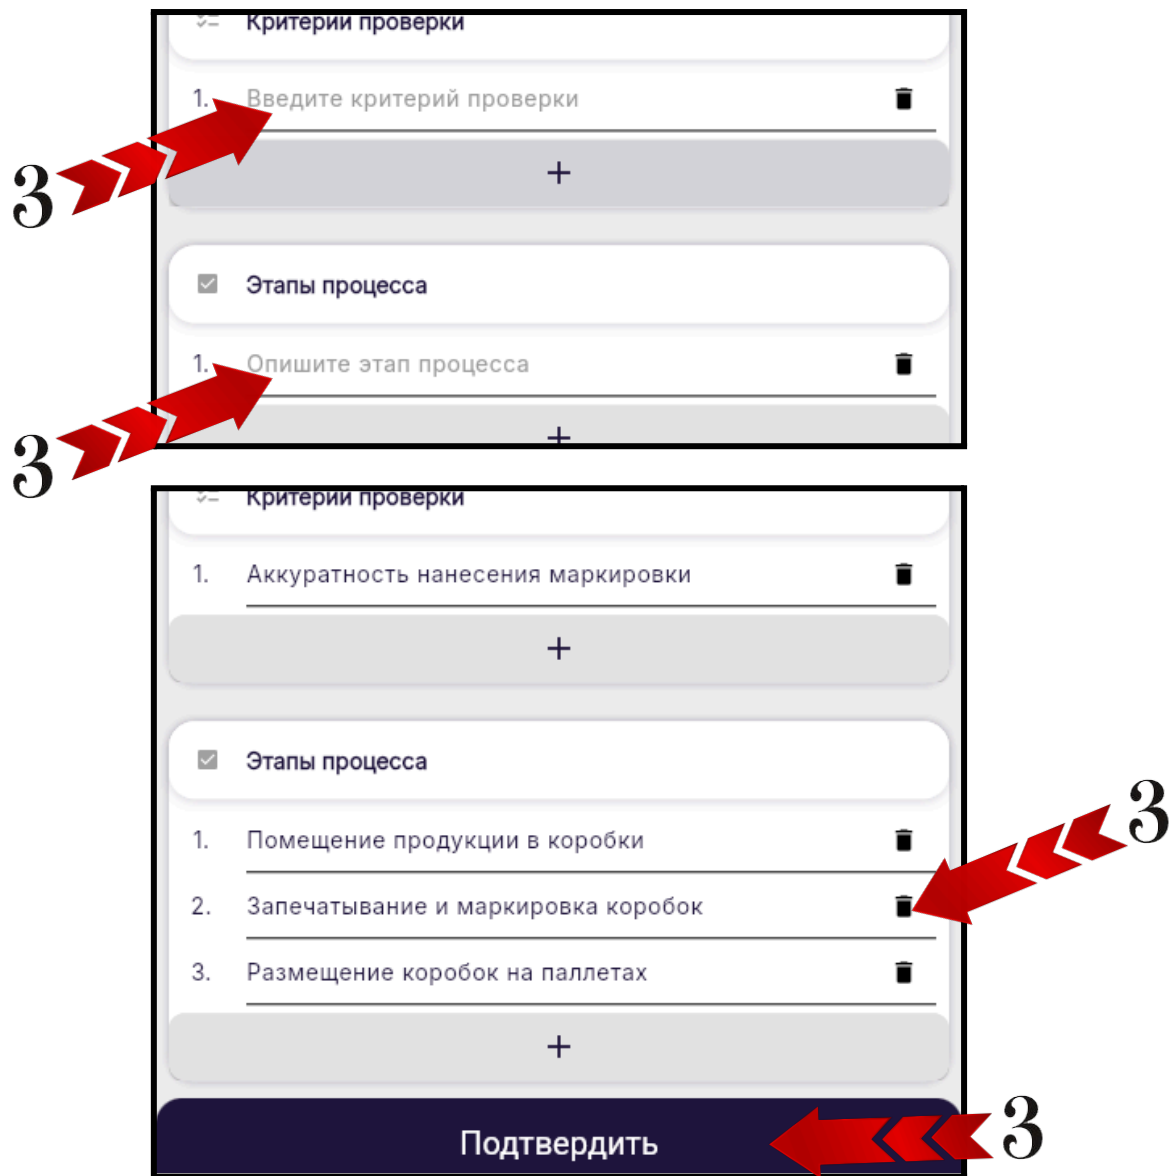 Критерии проверки
1. Введите критерий проверки
3
+
Этапы процесса
1. Опишите этап процесса
3
+
Критерии проверки
1. Аккуратность нанесения маркировки
+
Этапы процесса
3
1. Помещение продукции в коробки
2. Запечатывание и маркировка коробок
3. Размещение коробок на паллетах
+
Подтвердить
3